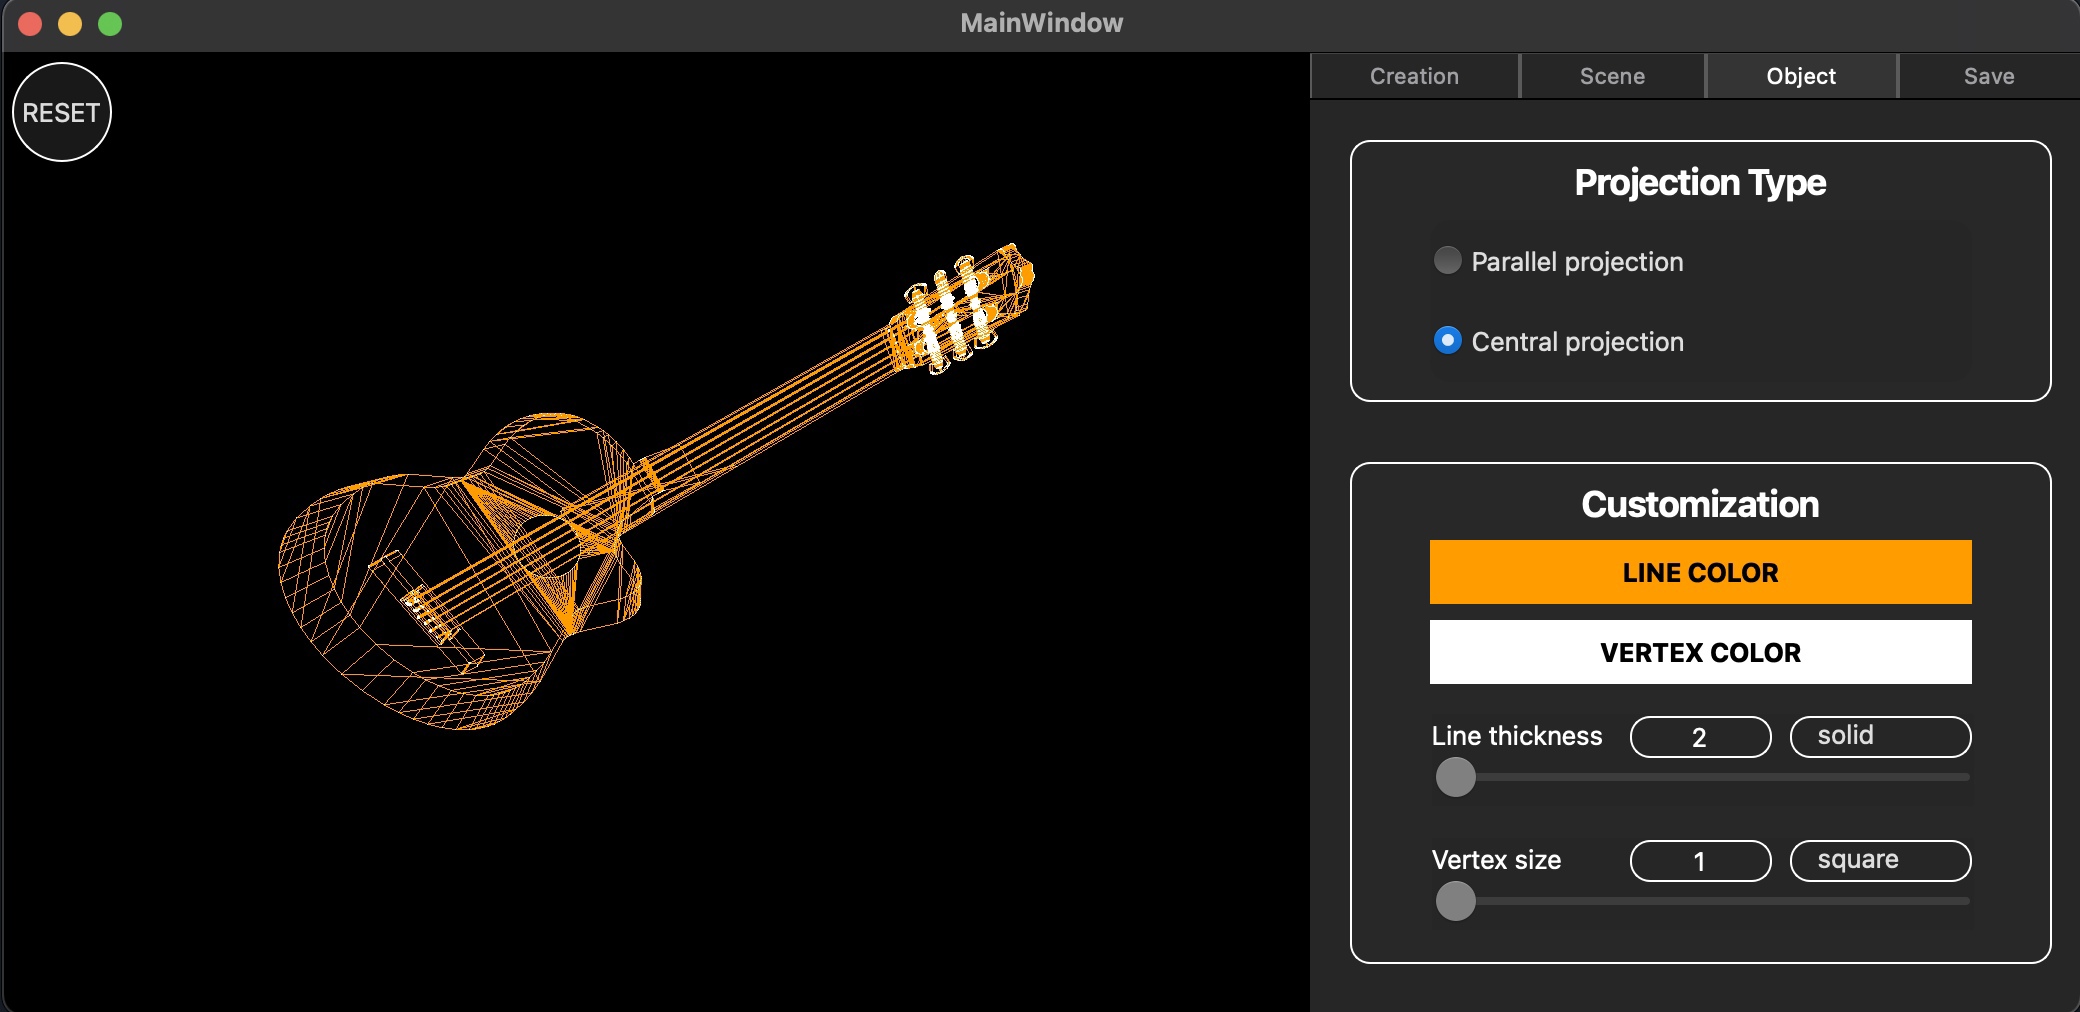 MainWindow
RESET
Creation Scene Object Save
Projection Type
Parallel projection
Central projection
Customization
LINE COLOR
VERTEX COLOR
Line thickness 2 solid
Vertex size 1 square